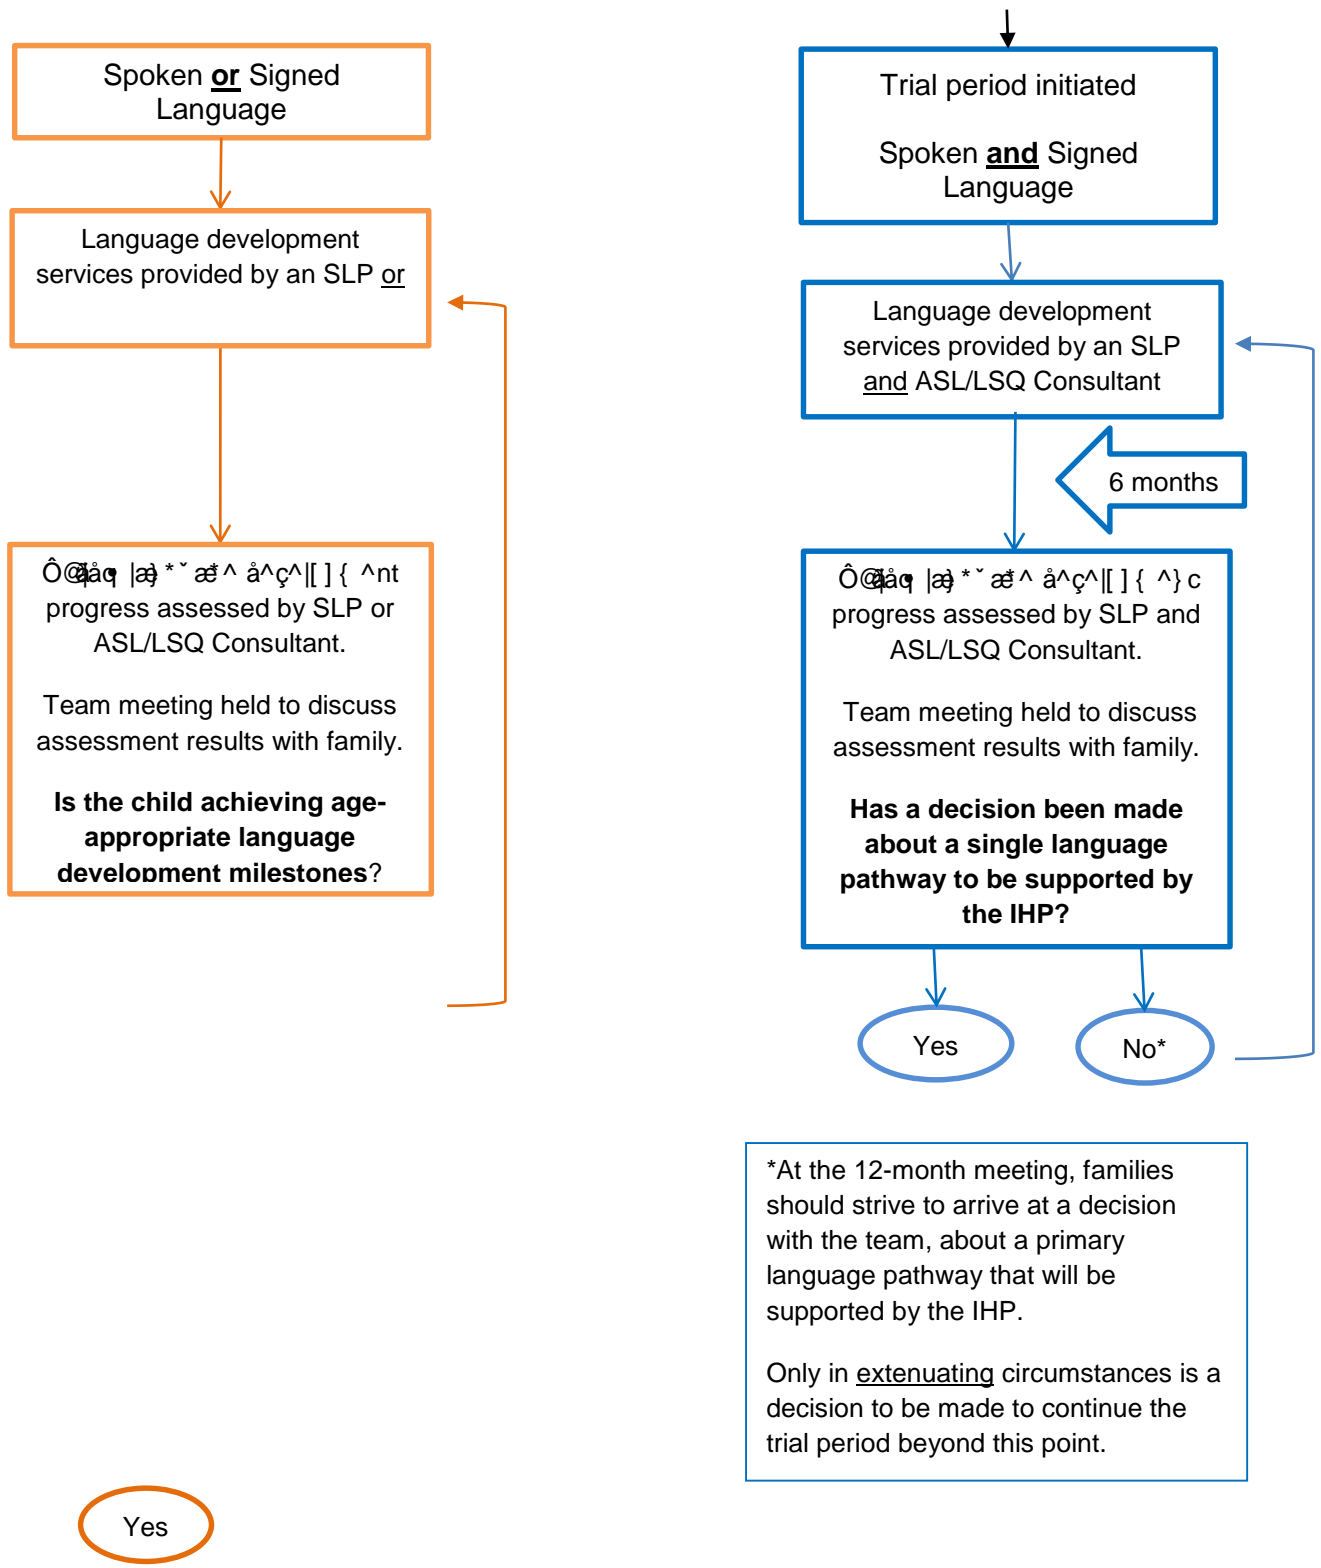 Spoken or Signed
Language
Language development
services provided by an SLP or
progress assessed by SLP or
ASL/LSQ Consultant.
Team meeting held to discuss
assessment results with family.
Is the child achieving age-
appropriate language
development milestones?
Yes
Trial period initiated
Spoken and Signed
Language
Language development
services provided by an SLP
and ASL/LSQ Consultant
6 months
progress assessed by SLP and
ASL/LSQ Consultant.
Team meeting held to discuss
assessment results with family.
Has a decision been made
about a single language
pathway to be supported by
the IHP?
Yes
No*
*At the 12-month meeting, families
should strive to arrive at a decision
with the team, about a primary
language pathway that will be
supported by the IHP.
Only in extenuating circumstances is a
decision to be made to continue the
trial period beyond this point.